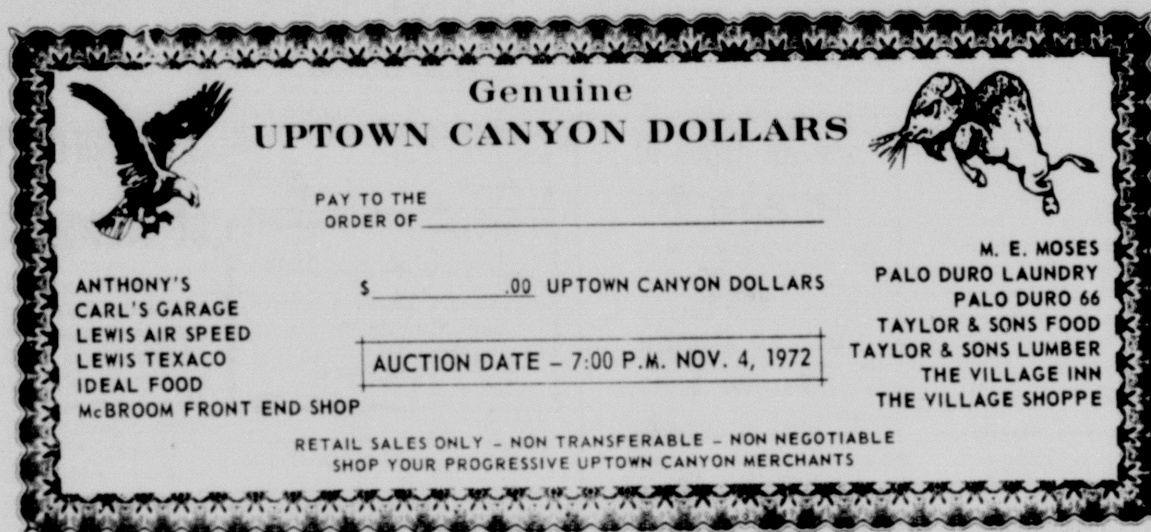 Genuine
UPTOWN CANYON DOLLARS
PAY TO THE
ORDER OF
$ .00 UPTOWN CANYON DOLLARS
AUCTION DATE – 7:00 P.M. NOV. 4, 1972
ANTHONY'S
CARL'S GARAGE
LEWIS AIR SPEED
LEWIS TEXACO
IDEAL FOOD
McBROOM FRONT END SHOP
M. E. MOSES
PALO DURO LAUNDRY
PALO DURO 66
TAYLOR & SONS FOOD
TAYLOR & SONS LUMBER
THE VILLAGE INN
THE VILLAGE SHOPPE
RETAIL SALES ONLY – NON TRANSFERABLE – NON NEGOTIABLE
SHOP YOUR PROGRESSIVE UPTOWN CANYON MERCHANTS